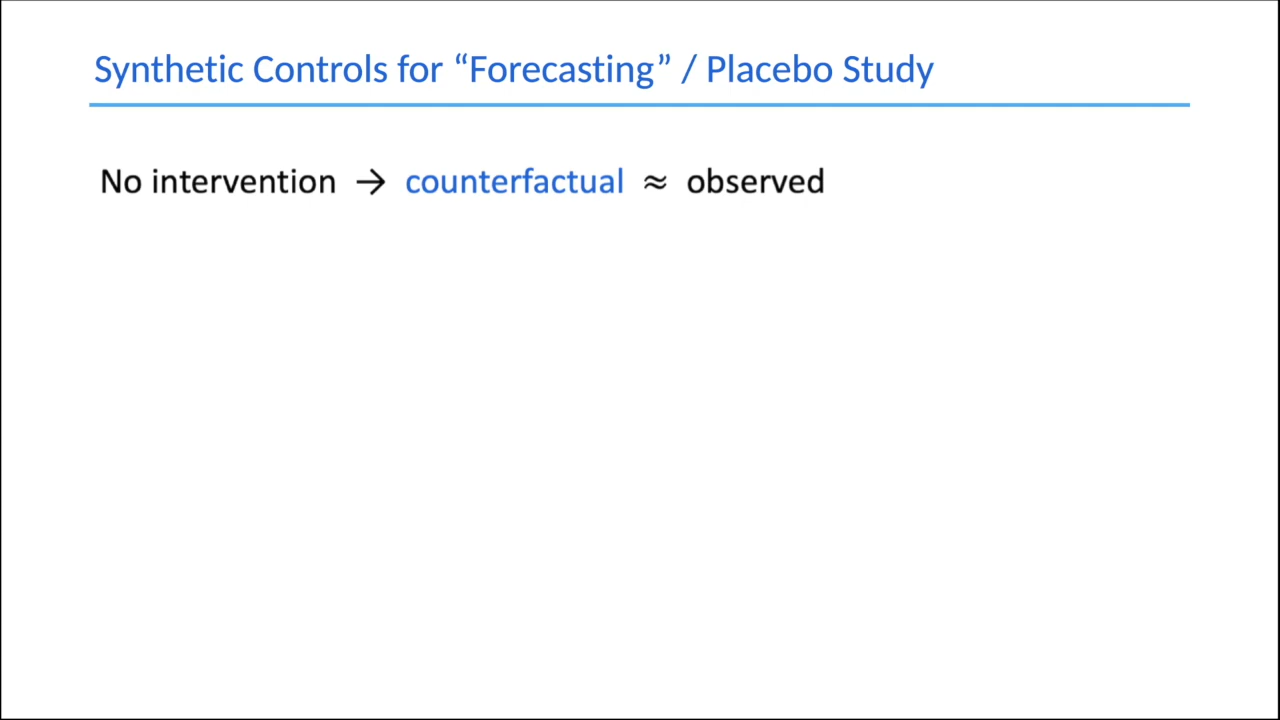 Synthetic Controls for “Forecasting” / Placebo Study
No intervention → counterfactual ≈ observed